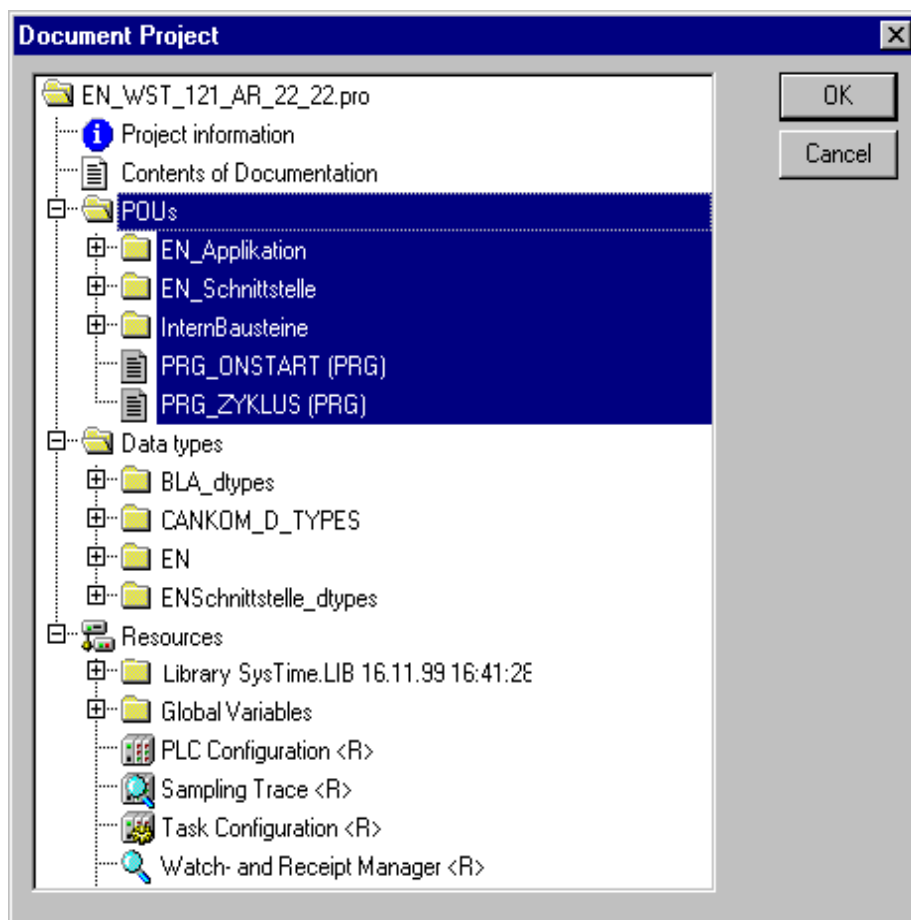 Document Project
EN_WST_121_AR_22_22.pro
OK
Project information
Cancel
Contents of Documentation
POUs
EN_Applikation
EN_Schnittstelle
InternBausteine
PRG_ONSTART (PRG)
PRG_ZYKLUS (PRG)
Data types
BLA_dtypes
CANKOM_D_TYPES
EN
ENSchnittstelle_dtypes
Resources
Library SysTime.LIB 16.11.99 16:41:28
Global Variables
PLC Configuration <R>
Sampling Trace <R>
Task Configuration <R>
Watch- and Receipt Manager <R>